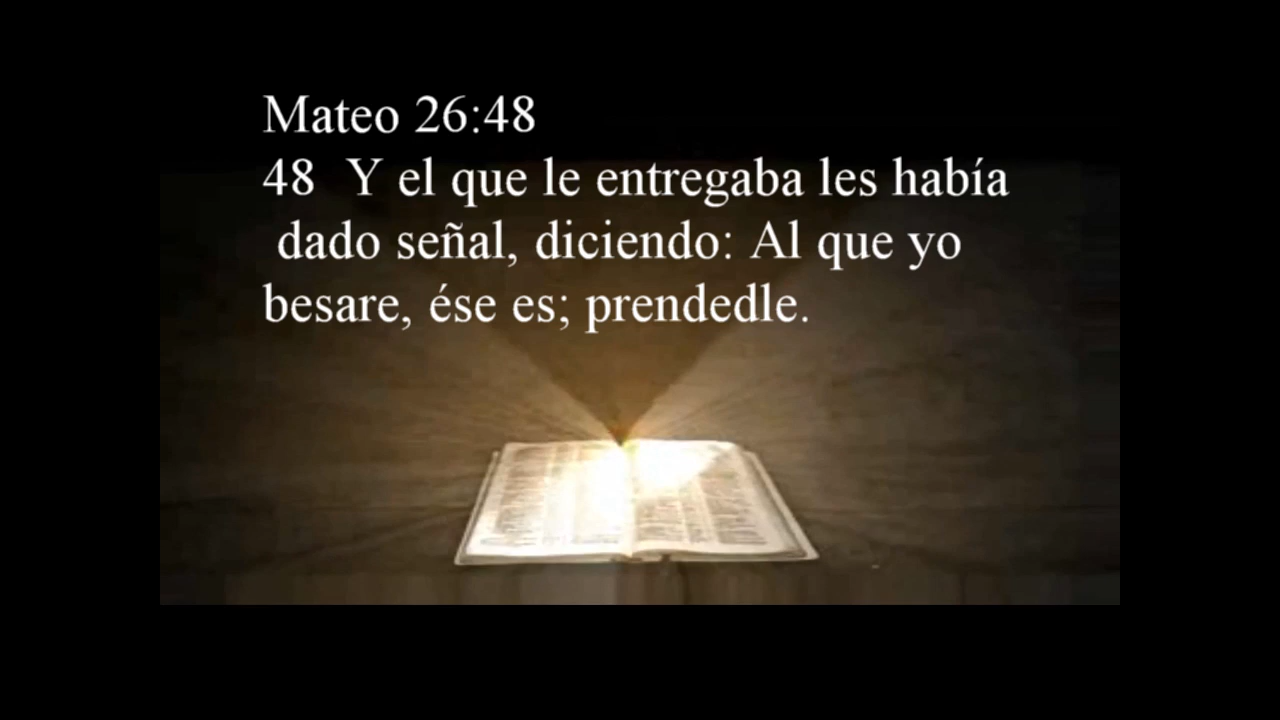 Mateo 26:48
48 Y el que le entregaba les había
dado señal, diciendo: Al que yo
besare, ése es; prendedle.